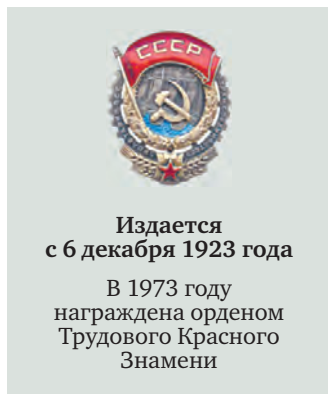 СССР
Издается
с 6 декабря 1923 года
В 1973 году
награждена орденом
Трудового Красного
Знамени